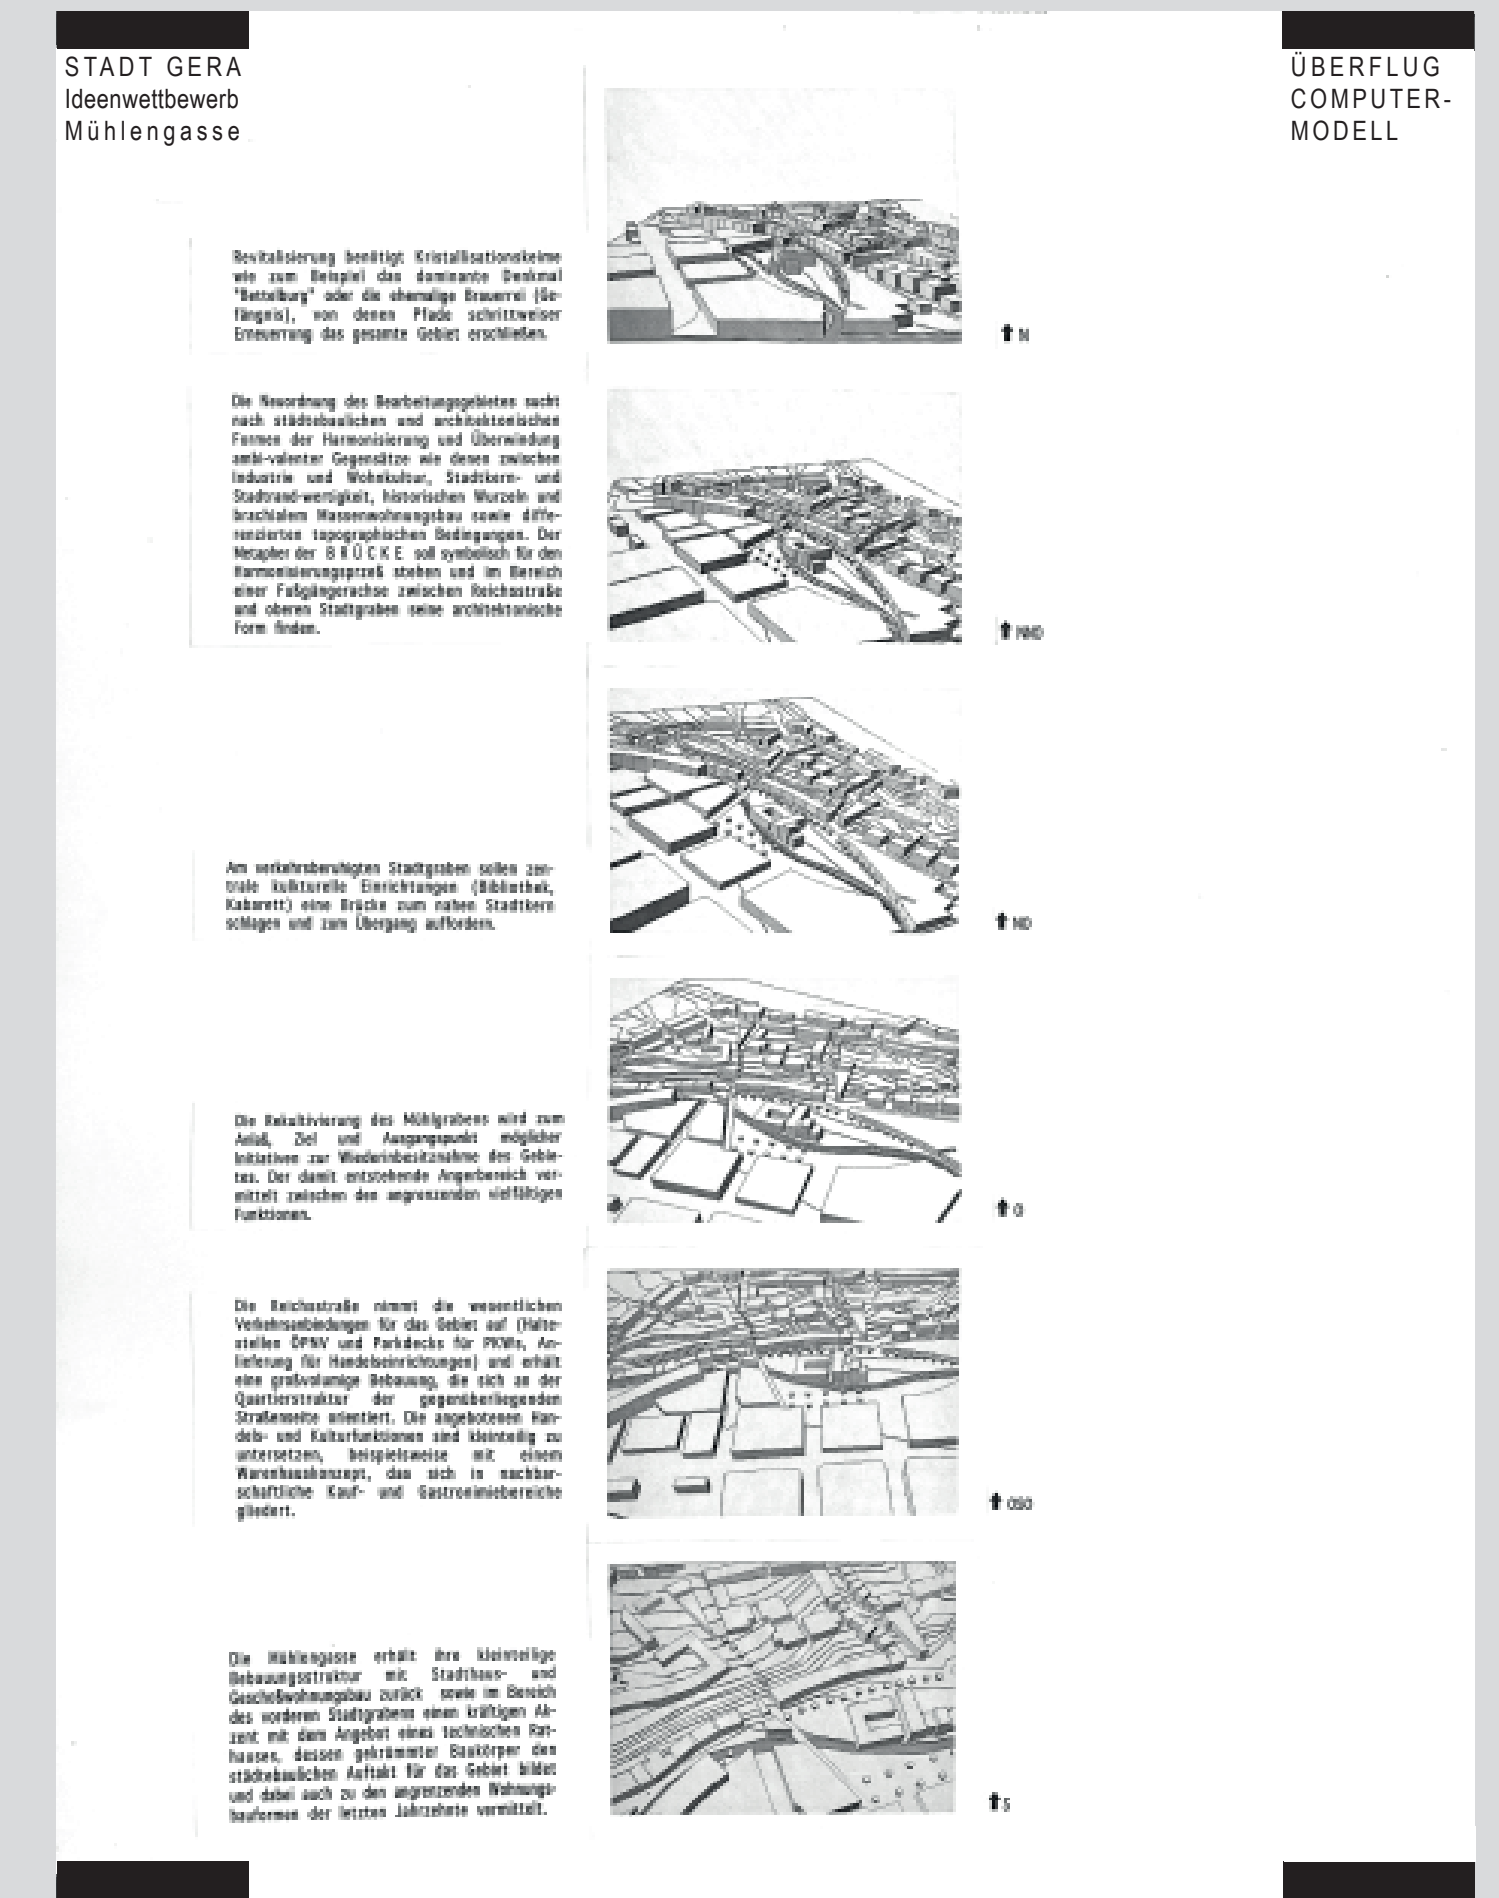 STADT GERA
Ideenwettbewerb
Mühlengasse
ÜBERFLUG
COMPUTER-
MODELL
Revitalisierung benötigt Kristallisationskeime
wie zum Beispiel das dominante Denkmal
"Bettelburg" oder die ehemalige Brauerrei (Ge-
fängnis), von denen Pfade schrittweiser
Erneuerrung das gesamte Gebiet erschließen.
N
Die Neuordnung des Bearbeitungsgebietes sucht
nach städtebaulichen und architektonischen
Formen der Harmonisierung und Überwindung
ambi-valenter Gegensätze wie denen zwischen
Industrie und Wohnkultur, Stadtkern- und
Stadtrand-wertigkeit, historischen Wurzeln und
brachialem Massenwohnungsbau sowie diffe-
renzierten topographischen Bedingungen. Der
Metapher der BRÜCKE soll symbolisch für den
Harmonisierungsprzeß stehen und im Bereich
einer Fußgängerachse zwischen Reichsstraße
und oberen Stadtgraben seine architektonische
Form finden.
NNO
Am verkehrsberuhigten Stadtgraben sollen zen-
trale kulkturelle Einrichtungen (Bibliothek,
Kabarett) eine Brücke zum nahen Stadtkern
schlagen und zum Übergang auffordern.
NO
Die Rekultivierung des Mühlgrabens wird zum
Anlaß, Ziel und Ausgangspunkt möglicher
Initiativen zur Wiederinbesitznahme des Gebie-
tes. Der damit entstehende Angerbereich ver-
mittelt zwischen den angrenzenden vielfältigen
Funktionen.
O
Die Reichsstraße nimmt die wesentlichen
Verkehrsanbindungen für das Gebiet auf (Halte-
stellen ÖPNV und Parkdecks für PKWs, An-
lieferung für Handelseinrichtungen) und erhält
eine großvolumige Bebauung, die sich an der
Quartierstruktur der gegenüberliegenden
Straßenseite orientiert. Die angebotenen Han-
dels- und Kulturfunktionen sind kleinteilig zu
untersetzen, beispielsweise mit einem
Warenhauskonzept, das sich in nachbar-
schaftliche Kauf- und Gastronimiebereiche
gliedert.
OSO
Die Mühlengasse erhält ihre kleinteilige
Bebauungsstruktur mit Stadthaus- und
Geschoßwohnungsbau zurück sowie im Bereich
des vorderen Stadtgrabens einen kräftigen Ak-
zent mit dem Angebot eines technischen Rat-
hauses, dessen gekrümmter Baukörper den
städtebaulichen Auftakt für das Gebiet bildet
und dabei auch zu den angrenzenden Wohnungs-
bauformen der letzten Jahrzehnte vermittelt.
S